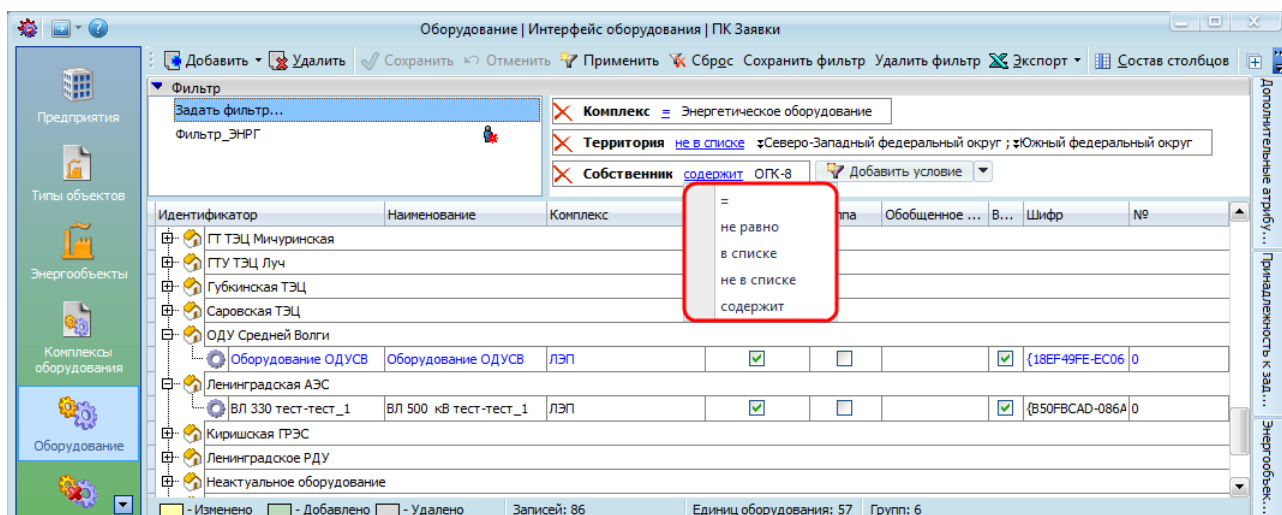 Оборудование | Интерфейс оборудования | ПК Заявки
Добавить Удалить Сохранить Отменить Применить Сброс Сохранить фильтр Удалить фильтр Экспорт Состав столбцов
Предприятия
Типы объектов
Энергообъекты
Комплексы
оборудования
Оборудование
Фильтр
Задать фильтр...
Фильтр_ЭНРГ
Комплекс = Энергетическое оборудование
Территория не в списке Северо-Западный федеральный округ ; Южный федеральный округ
Собственник содержит ОГК-8 Добавить условие
=
не равно
в списке
не в списке
содержит
Идентификатор Наименование Комплекс ппа Обобщенное ... В... Шифр №
ГТ ТЭЦ Мичуринская
ГТУ ТЭЦ Луч
Губкинская ТЭЦ
Саровская ТЭЦ
ОДУ Средней Волги
Оборудование ОДУСВ Оборудование ОДУСВ ЛЭП {18EF49FE-EC06 0
Ленинградская АЭС
ВЛ 330 тест-тест_1 ВЛ 500 кВ тест-тест_1 ЛЭП {B50FBCAD-086A 0
Киришская ГРЭС
Ленинградское РДУ
Неактуальное оборудование
- Изменено - Добавлено - Удалено Записей: 86 Единиц оборудования: 57 Групп: 6
Дополнительные атрибу...
Принадлежность к зад...
Энергообъек...